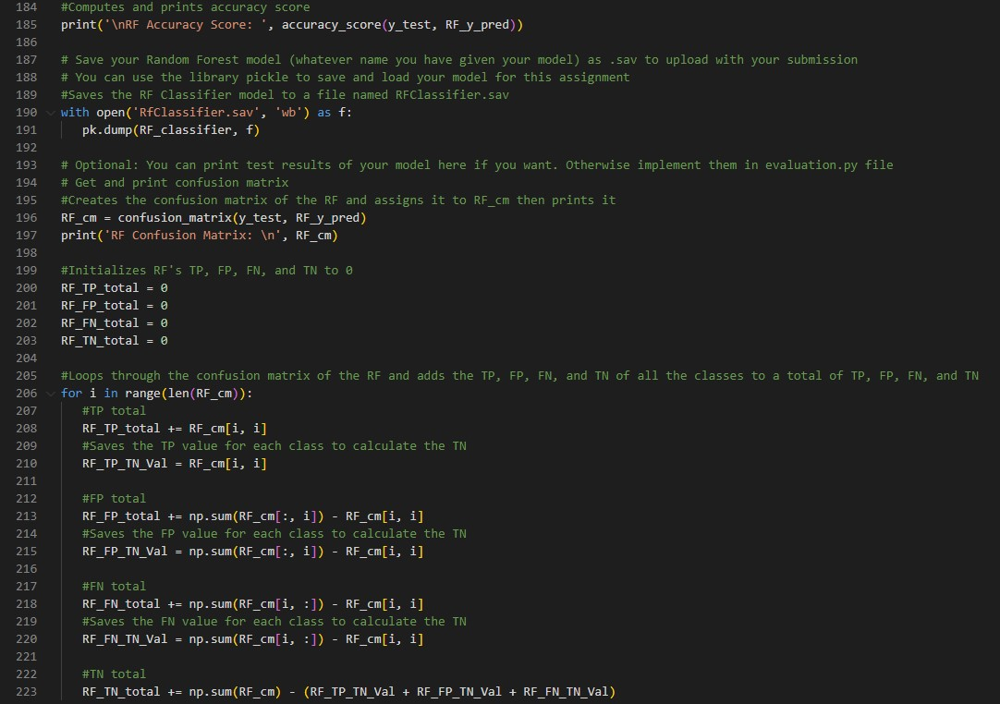 184 #Computes and prints accuracy score
185 print('\nRF Accuracy Score: ', accuracy_score(y_test, RF_y_pred))
186
187 # Save your Random Forest model (whatever name you have given your model) as .sav to upload with your submission
188 # You can use the library pickle to save and load your model for this assignment
189 #Saves the RF Classifier model to a file named RFClassifier.sav
190 with open('RfClassifier.sav', 'wb') as f:
191     pk.dump(RF_classifier, f)
192
193 # Optional: You can print test results of your model here if you want. Otherwise implement them in evaluation.py file
194 # Get and print confusion matrix
195 #Creates the confusion matrix of the RF and assigns it to RF_cm then prints it
196 RF_cm = confusion_matrix(y_test, RF_y_pred)
197 print('RF Confusion Matrix: \n', RF_cm)
198
199 #Initializes RF's TP, FP, FN, and TN to 0
200 RF_TP_total = 0
201 RF_FP_total = 0
202 RF_FN_total = 0
203 RF_TN_total = 0
204
205 #Loops through the confusion matrix of the RF and adds the TP, FP, FN, and TN of all the classes to a total of TP, FP, FN, and TN
206 for i in range(len(RF_cm)):
207     #TP total
208     RF_TP_total += RF_cm[i, i]
209     #Saves the TP value for each class to calculate the TN
210     RF_TP_TN_Val = RF_cm[i, i]
211
212     #FP total
213     RF_FP_total += np.sum(RF_cm[:, i]) - RF_cm[i, i]
214     #Saves the FP value for each class to calculate the TN
215     RF_FP_TN_Val = np.sum(RF_cm[:, i]) - RF_cm[i, i]
216
217     #FN total
218     RF_FN_total += np.sum(RF_cm[i, :]) - RF_cm[i, i]
219     #Saves the FN value for each class to calculate the TN
220     RF_FN_TN_Val = np.sum(RF_cm[i, :]) - RF_cm[i, i]
221
222     #TN total
223     RF_TN_total += np.sum(RF_cm) - (RF_TP_TN_Val + RF_FP_TN_Val + RF_FN_TN_Val)